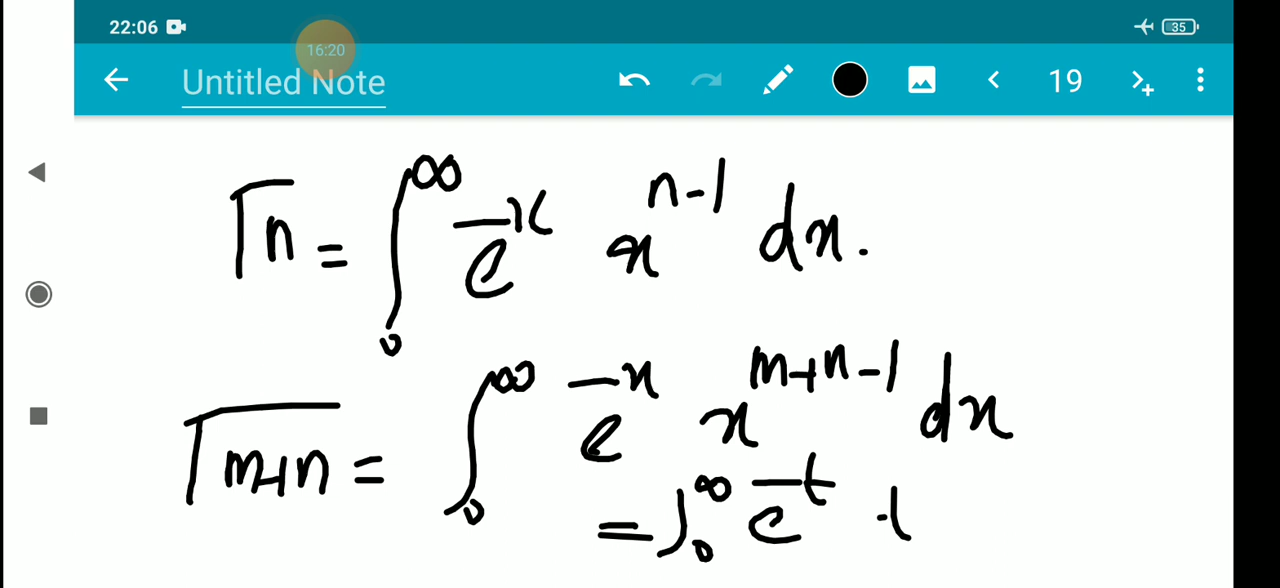 22:06 35
16:20
Untitled Note 19
Γn = ∫₀^∞ e^{-x} x^{n-1} dx.
Γm+n = ∫₀^∞ e^{-x} x^{m+n-1} dx
= ∫₀^∞ e^{-t} t